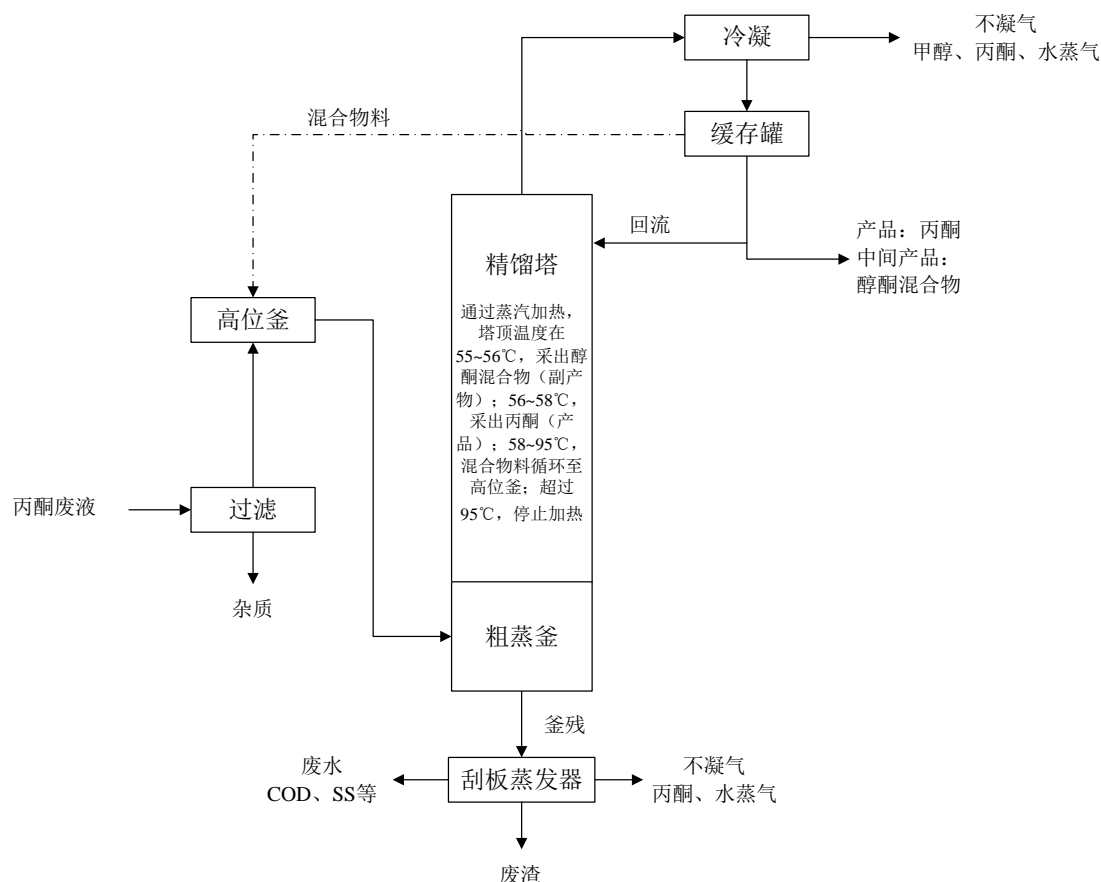 冷凝
不凝气
甲醇、丙酮、水蒸气
混合物料
缓存罐
回流
产品：丙酮
中间产品：
醇酮混合物
精馏塔
通过蒸汽加热，
塔顶温度在
55~56℃，采出醇
酮混合物（副产
物）；56~58℃，
采出丙酮（产
品）；58~95℃，
混合物料循环至
高位釜；超过
95℃，停止加热
高位釜
丙酮废液
过滤
杂质
粗蒸釜
釜残
废水
COD、SS等
刮板蒸发器
不凝气
丙酮、水蒸气
废渣